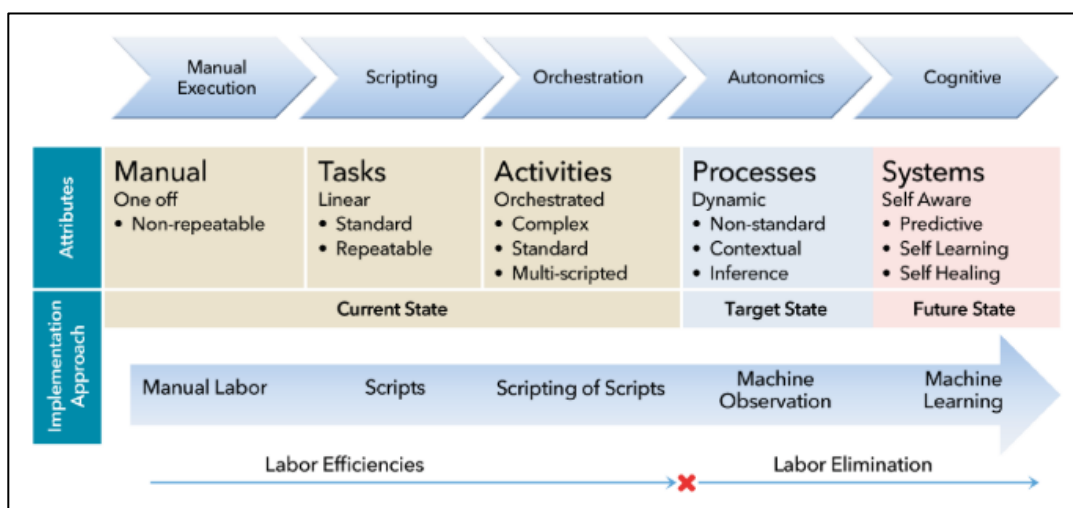 Manual
Execution
Scripting
Orchestration
Autonomics
Cognitive
Attributes
Manual
One off
• Non-repeatable
Tasks
Linear
• Standard
• Repeatable
Activities
Orchestrated
• Complex
• Standard
• Multi-scripted
Processes
Dynamic
• Non-standard
• Contextual
• Inference
Systems
Self Aware
• Predictive
• Self Learning
• Self Healing
Implementation
Approach
Current State
Target State
Future State
Manual Labor
Scripts
Scripting of Scripts
Machine
Observation
Machine
Learning
Labor Efficiencies
Labor Elimination